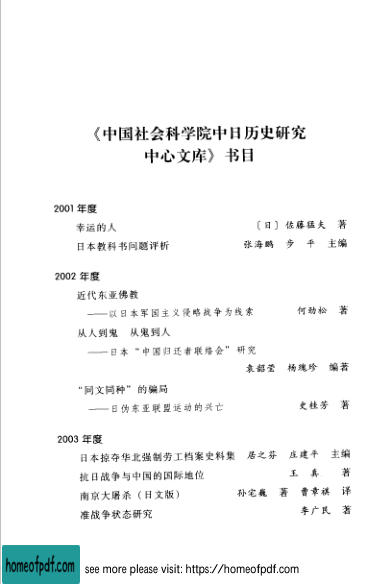 《中国社会科学院中日历史研究
中心文库》书目
2001 年度
幸运的人 〔日〕佐藤猛夫 著
日本教科书问题评析 张海鹏 步 平 主编
2002 年度
近代东亚佛教
——以日本军国主义侵略战争为线索 何劲松 著
从人到鬼 从鬼到人
——日本“中国归还者联络会”研究
袁韶莹 杨瑰珍 编著
“同文同种”的骗局
——日伪东亚联盟运动的兴亡 史桂芳 著
2003 年度
日本掠夺华北强制劳工档案史料集 居之芬 庄建平 主编
抗日战争与中国的国际地位 王 真 著
南京大屠杀（日文版） 孙宅巍 著 曹章祺 译
准战争状态研究 李广民 著
homeofpdf.com see more please visit: https://homeofpdf.com